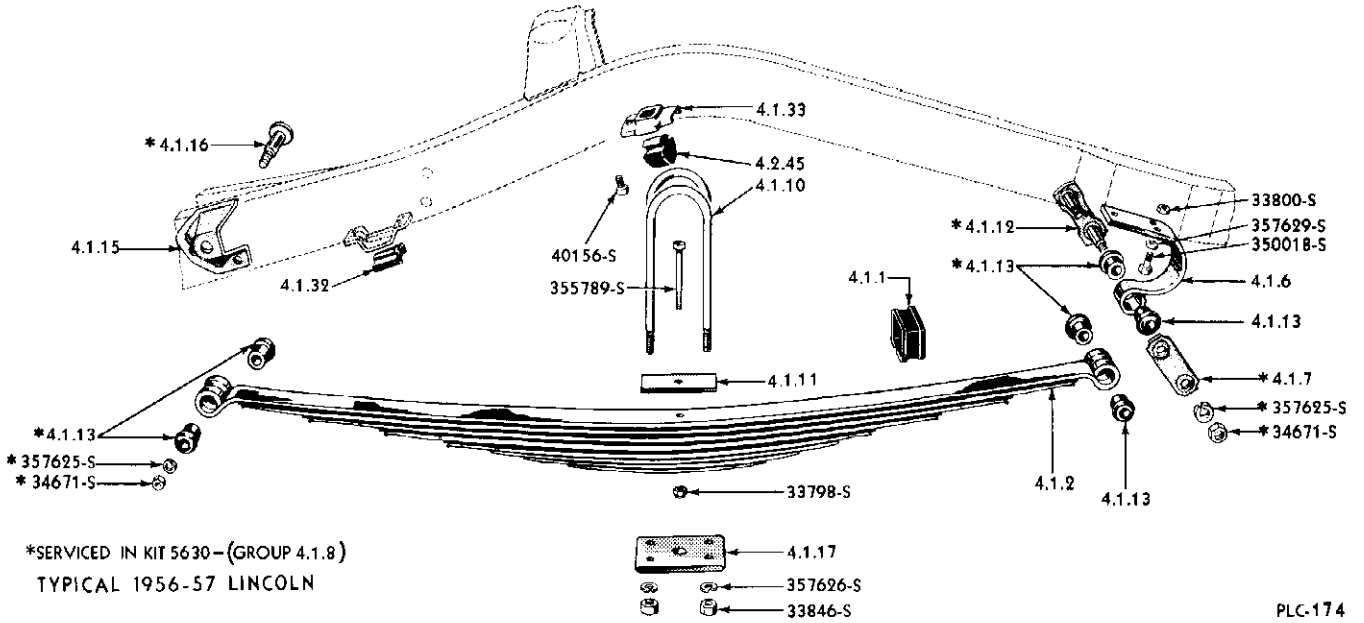 4.1.33
* 4.1.16
4.2.45
4.1.10
33800-S
* 4.1.12
357629-S
4.1.15
350018-S
40156-S
* 4.1.13
4.1.32
4.1.1
4.1.6
355789-S
4.1.13
4.1.11
* 4.1.7
* 357625-S
* 4.1.13
* 34671-S
* 357625-S
* 34671-S
4.1.2
4.1.13
33798-S
*SERVICED IN KIT 5630-(GROUP 4.1.8)
4.1.17
TYPICAL 1956-57 LINCOLN
357626-S
33846-S
PLC-174